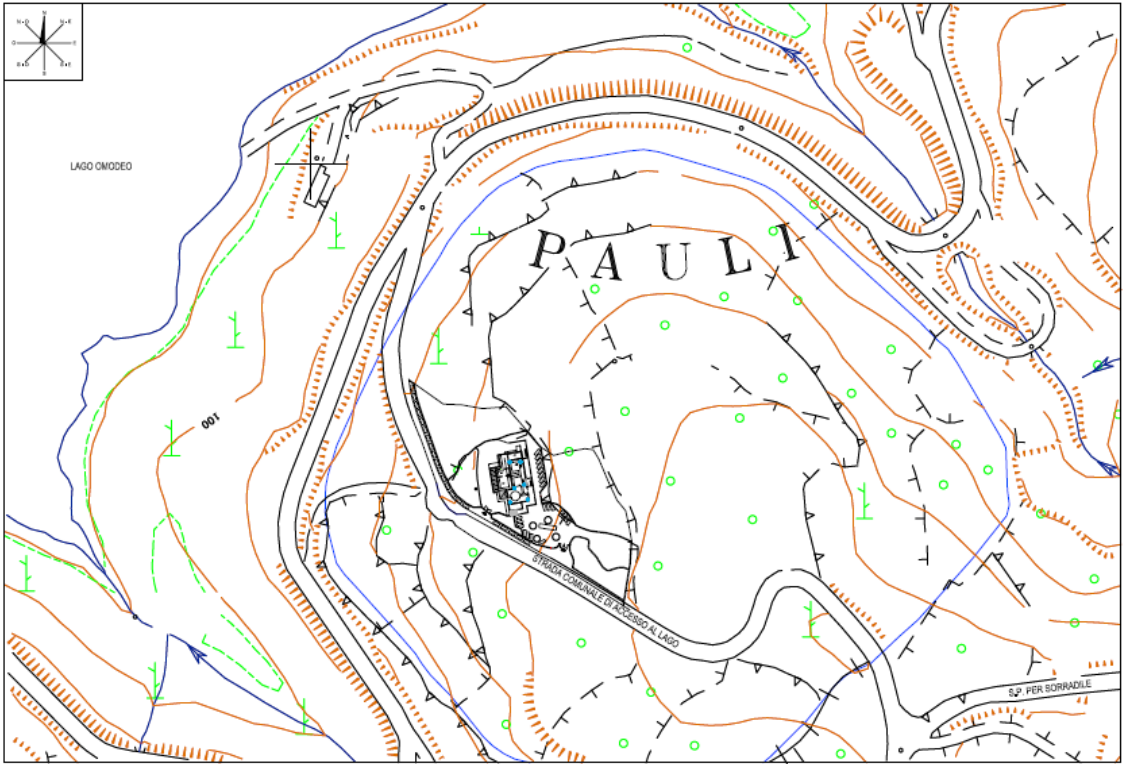 N
LAGO OMODEO
PAULI
100
STRADA COMUNALE DI ACCESSO AL LAGO
S.P. PER SORRADILE